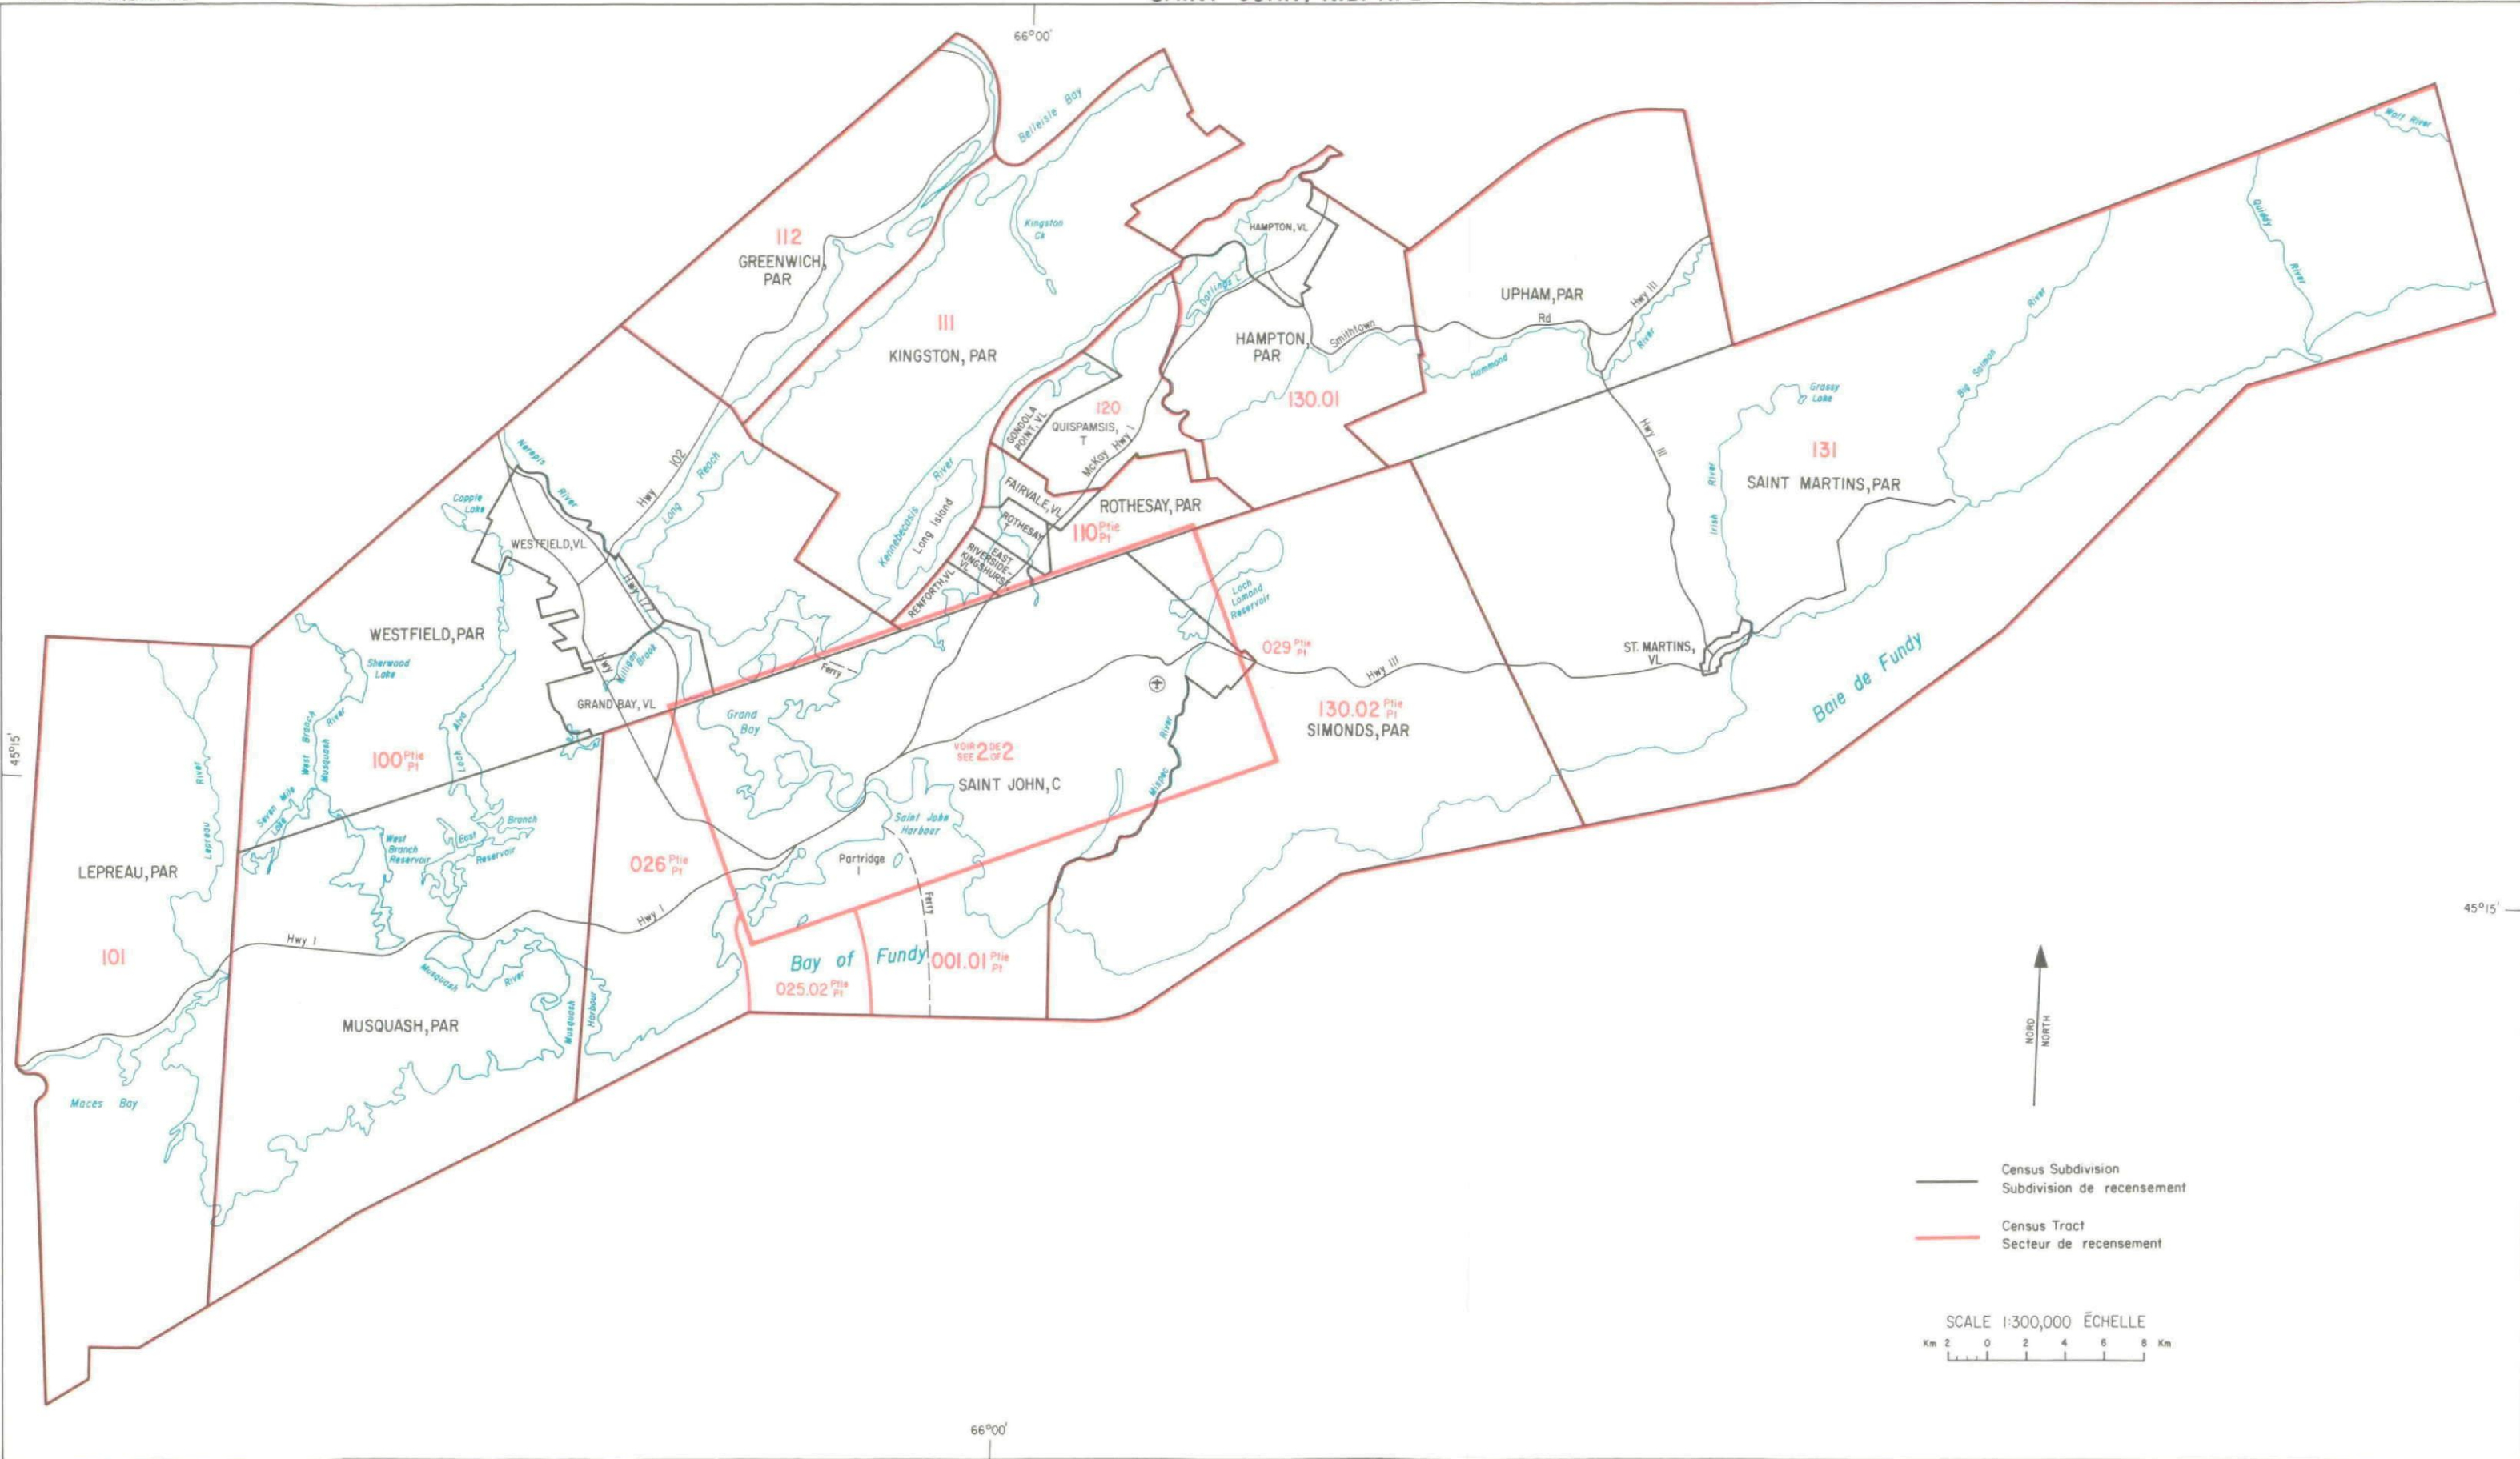 66°00'
Belleisle Bay
Wolf River
112
GREENWICH,
PAR
Kingston
Ck
HAMPTON, VL
Quiddy
River
Darlings L
111
KINGSTON, PAR
UPHAM, PAR
Hwy 111
Rd
River
Smithtown
HAMPTON,
PAR
Hammond
130.01
River
Big Salmon
Grassy
Lake
120
GONDOLA
POINT, VL
QUISPAMSIS,
T
McKay Hwy 1
Hwy 111
131
SAINT MARTINS, PAR
Irish River
Nerepis
River
102
Hwy
Long Reach
Kennebecasis River
Long Island
FAIRVALE, VL
ROTHESAY, PAR
110 Ptie
Pt
ROTHESAY
T
EAST
RIVERSIDE-
KINGSHURST
VL
RENFORTH, VL
Copple
Lake
WESTFIELD, VL
Hwy 177
Loch
Lomond
Reservoir
WESTFIELD, PAR
Sherwood
Lake
Hwy
Milligan Brook
GRAND BAY, VL
Ferry
029 Ptie
Pt
Hwy 111
ST. MARTINS,
VL
Baie de Fundy
130.02 Ptie
Pt
SIMONDS, PAR
Grand
Bay
VOIR 2 DE 2
SEE 2 OF 2
SAINT JOHN, C
Mispec River
45°15'
West Branch
Musquash River
100 Ptie
Pt
Loch Alva
Seven Mile
Lake
River
Lepreau
West
Branch
Reservoir
East Branch
Reservoir
Saint John
Harbour
Partridge
I
Ferry
LEPREAU, PAR
026 Ptie
Pt
Hwy 1
45°15'
101
Hwy 1
Musquash River
Musquash Harbour
Bay of Fundy
001.01 Ptie
Pt
025.02 Ptie
Pt
MUSQUASH, PAR
Maces Bay
NORD
NORTH
Census Subdivision
Subdivision de recensement
Census Tract
Secteur de recensement
SCALE 1:300,000 ÉCHELLE
Km 2 0 2 4 6 8 Km
66°00'